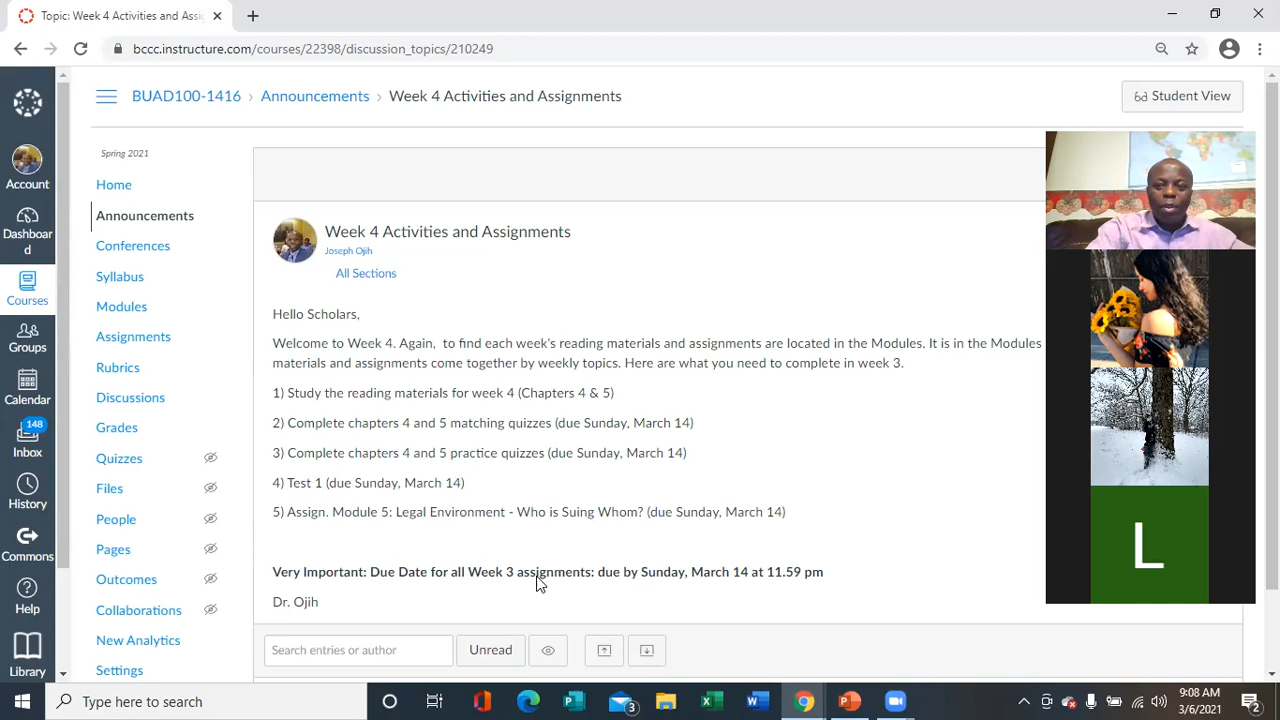 Topic: Week 4 Activities and Assig
bccc.instructure.com/courses/22398/discussion_topics/210249
BUAD100-1416 › Announcements › Week 4 Activities and Assignments
Student View
Account
Dashboar
d
Courses
Groups
Calendar
148
Inbox
History
Commons
Help
Library
Spring 2021
Home
Announcements
Conferences
Syllabus
Modules
Assignments
Rubrics
Discussions
Grades
Quizzes
Files
People
Pages
Outcomes
Collaborations
New Analytics
Settings
Week 4 Activities and Assignments
Joseph Ojih
All Sections
Hello Scholars,
Welcome to Week 4. Again, to find each week's reading materials and assignments are located in the Modules. It is in the Modules
materials and assignments come together by weekly topics. Here are what you need to complete in week 3.
1) Study the reading materials for week 4 (Chapters 4 & 5)
2) Complete chapters 4 and 5 matching quizzes (due Sunday, March 14)
3) Complete chapters 4 and 5 practice quizzes (due Sunday, March 14)
4) Test 1 (due Sunday, March 14)
5) Assign. Module 5: Legal Environment - Who is Suing Whom? (due Sunday, March 14)
Very Important: Due Date for all Week 3 assignments: due by Sunday, March 14 at 11.59 pm
Dr. Ojih
Search entries or author
Unread
L
Type here to search
3
9:08 AM
3/6/2021
2